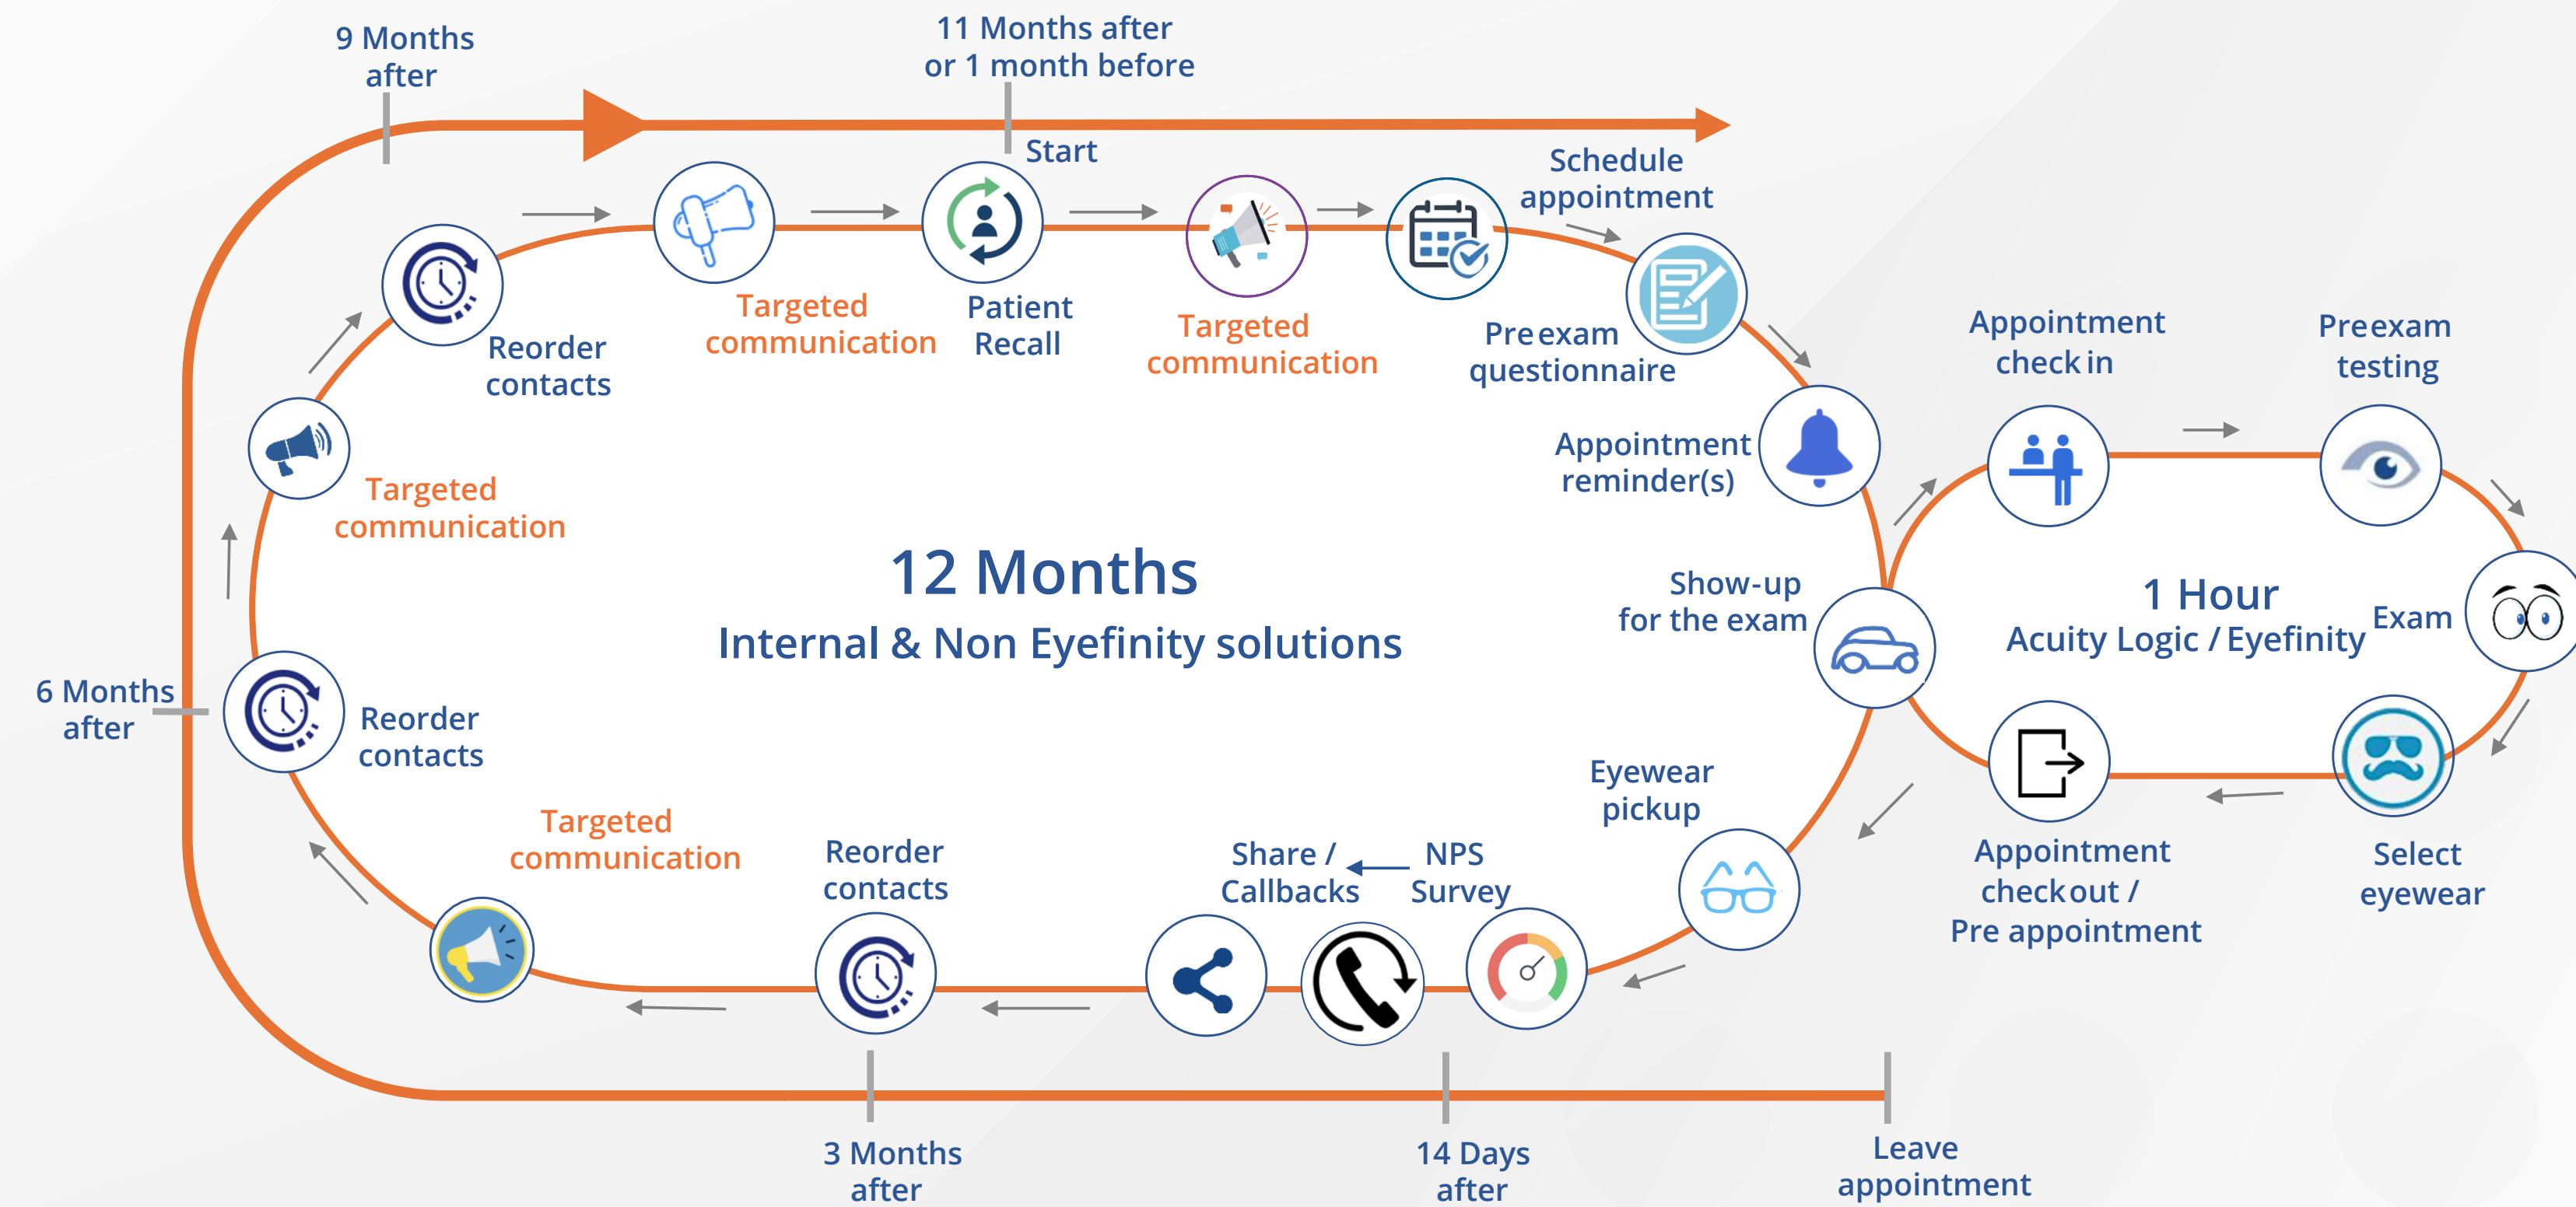 9 Months
after
11 Months after
or 1 month before
Start
Schedule
appointment
Targeted
communication
Patient
Recall
Targeted
communication
Pre exam
questionnaire
Reorder
contacts
Appointment
check in
Pre exam
testing
Targeted
communication
Appointment
reminder(s)
12 Months
Internal & Non Eyefinity solutions
Show-up
for the exam
1 Hour
Acuity Logic / Eyefinity
Exam
6 Months
after
Reorder
contacts
Targeted
communication
Reorder
contacts
Share /
Callbacks
NPS
Survey
Eyewear
pickup
Appointment
check out /
Pre appointment
Select
eyewear
3 Months
after
14 Days
after
Leave
appointment